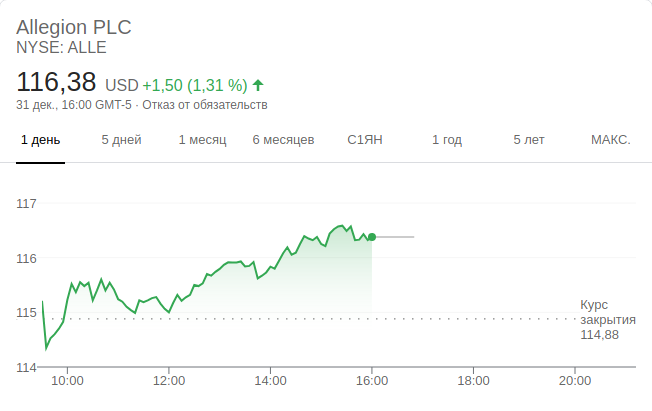 Allegion PLC
NYSE: ALLE
116,38 USD +1,50 (1,31 %)
31 дек., 16:00 GMT-5 · Отказ от обязательств
1 день 5 дней 1 месяц 6 месяцев С1ЯН 1 год 5 лет МАКС.
117
116
115
114
Курс
закрытия
114,88
10:00 12:00 14:00 16:00 18:00 20:00